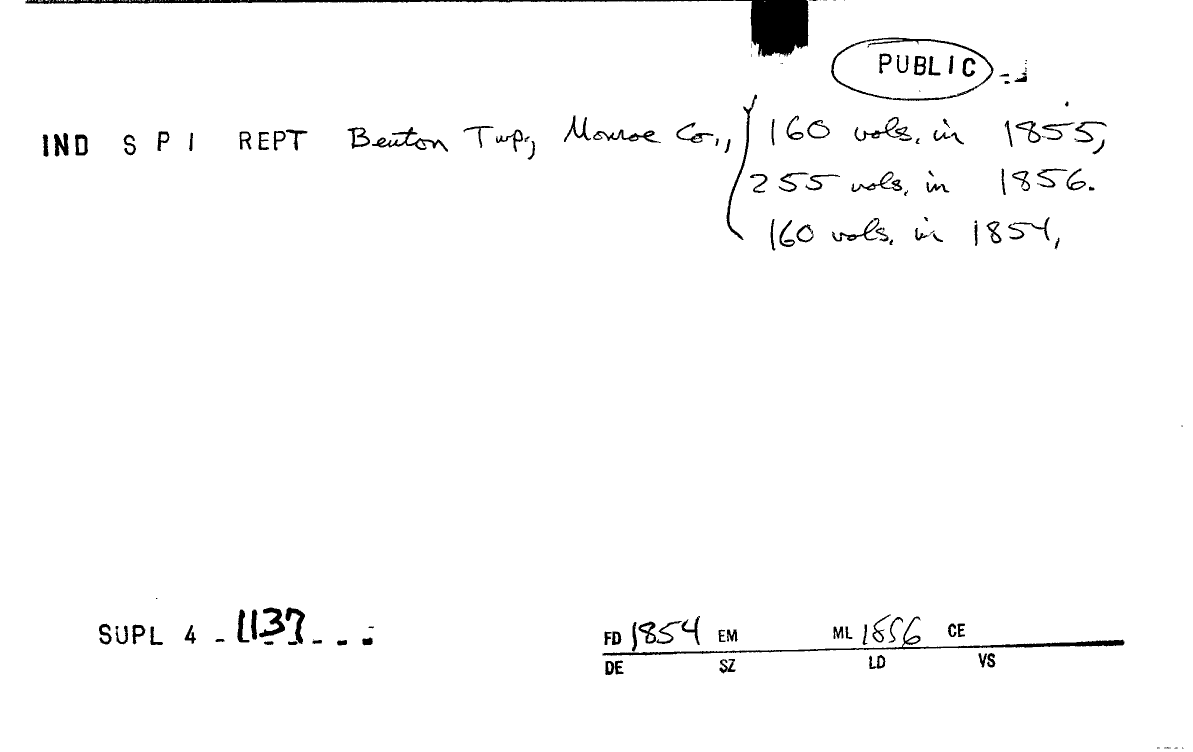 PUBLIC
IND S P I REPT Benton Twp, Monroe Co., 160 vols. in 1855,
255 vols. in 1856.
160 vols. in 1854,
SUPL 4 - 1137 - - -
FD 1854 EM ML 1856 CE
DE SZ LD VS